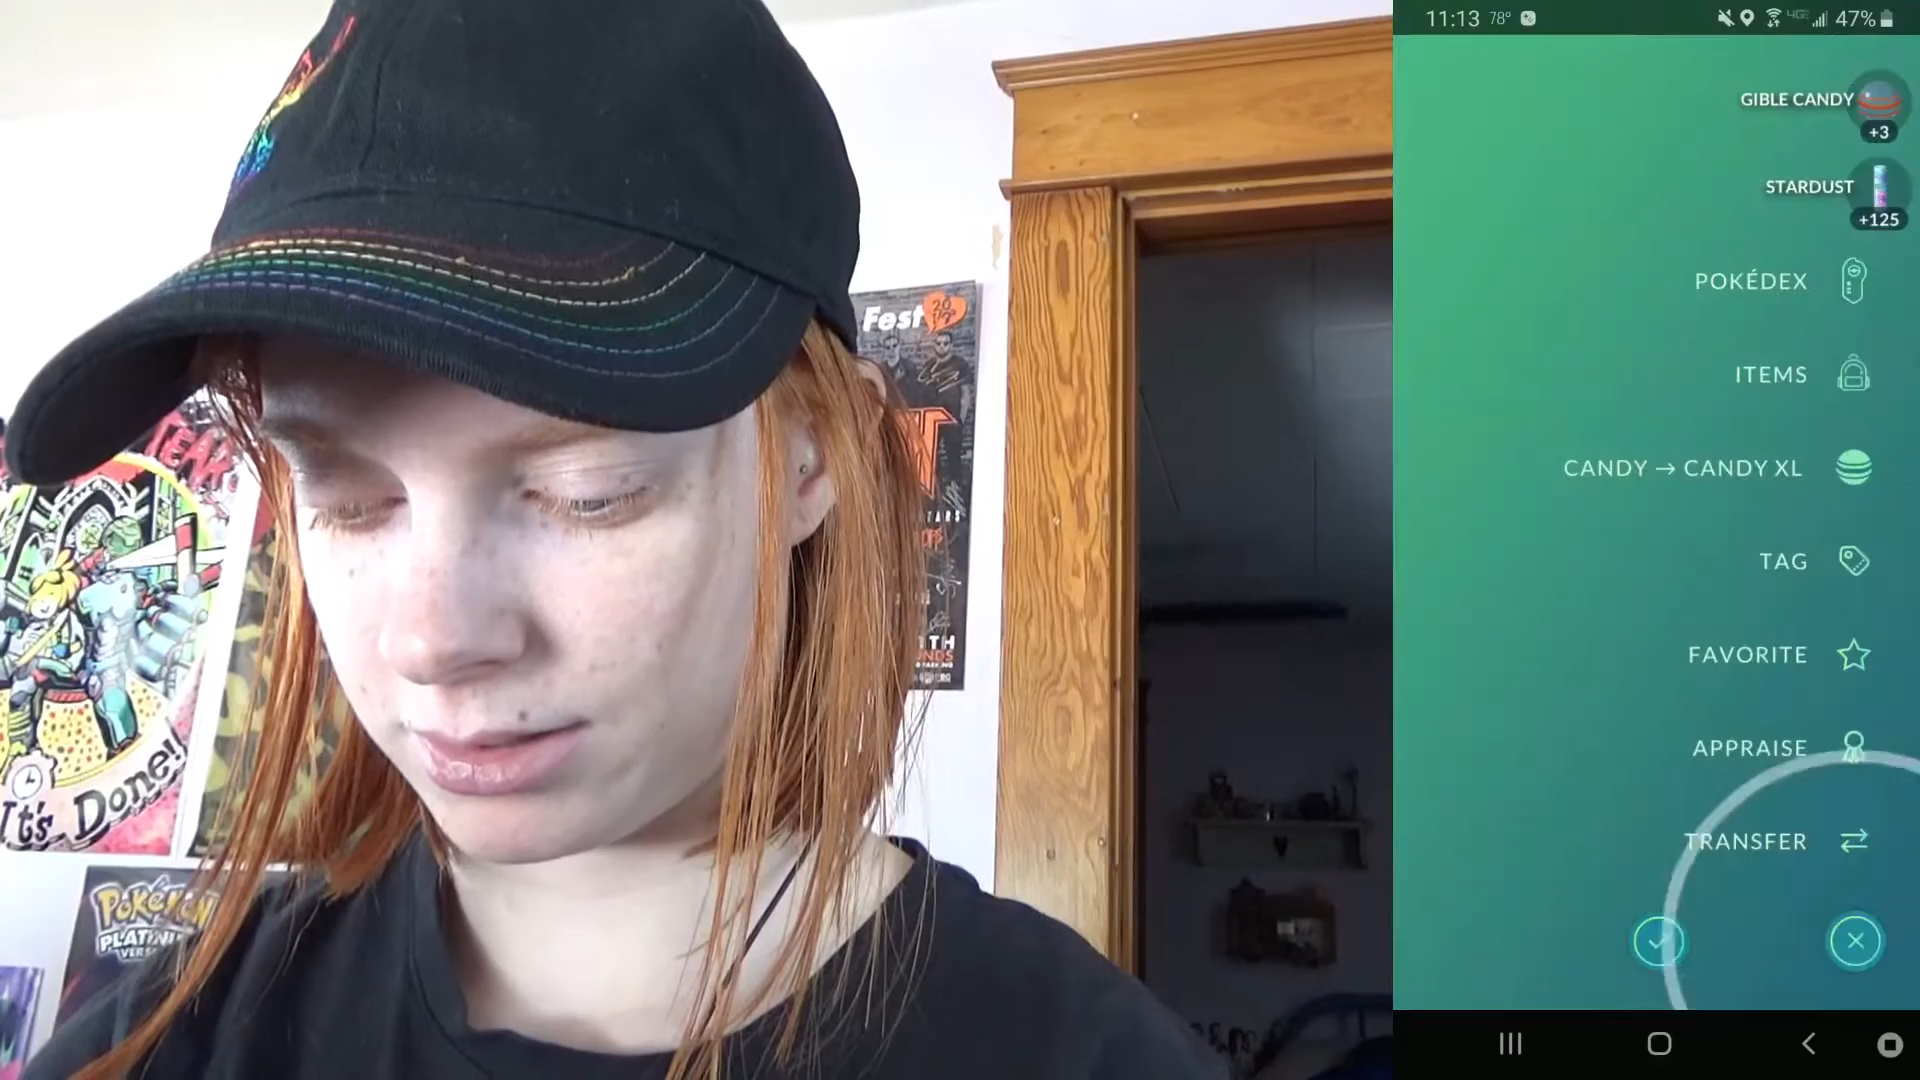 11:13 78° 47%
GIBLE CANDY
+3
STARDUST
+125
POKÉDEX
ITEMS
CANDY → CANDY XL
TAG
FAVORITE
APPRAISE
TRANSFER
Fest
It's Done!
POKéMON
PLATINUM